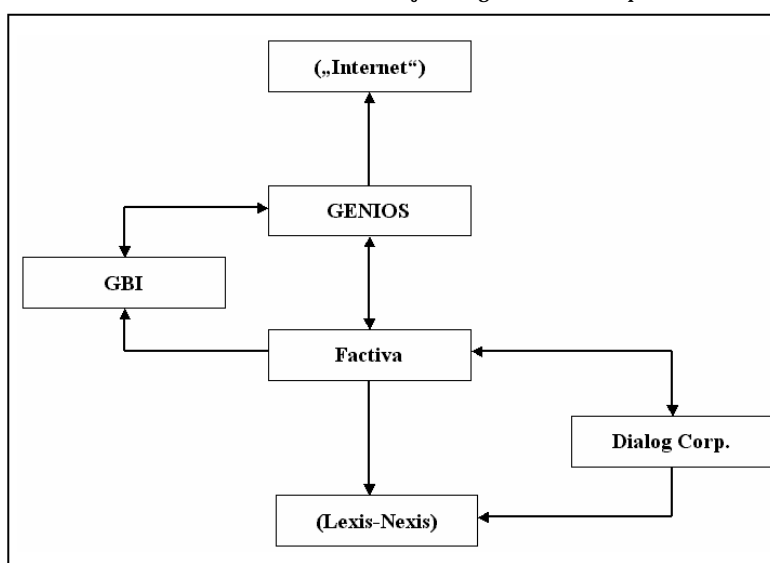 („Internet“)
GENIOS
GBI
Factiva
Dialog Corp.
(Lexis-Nexis)